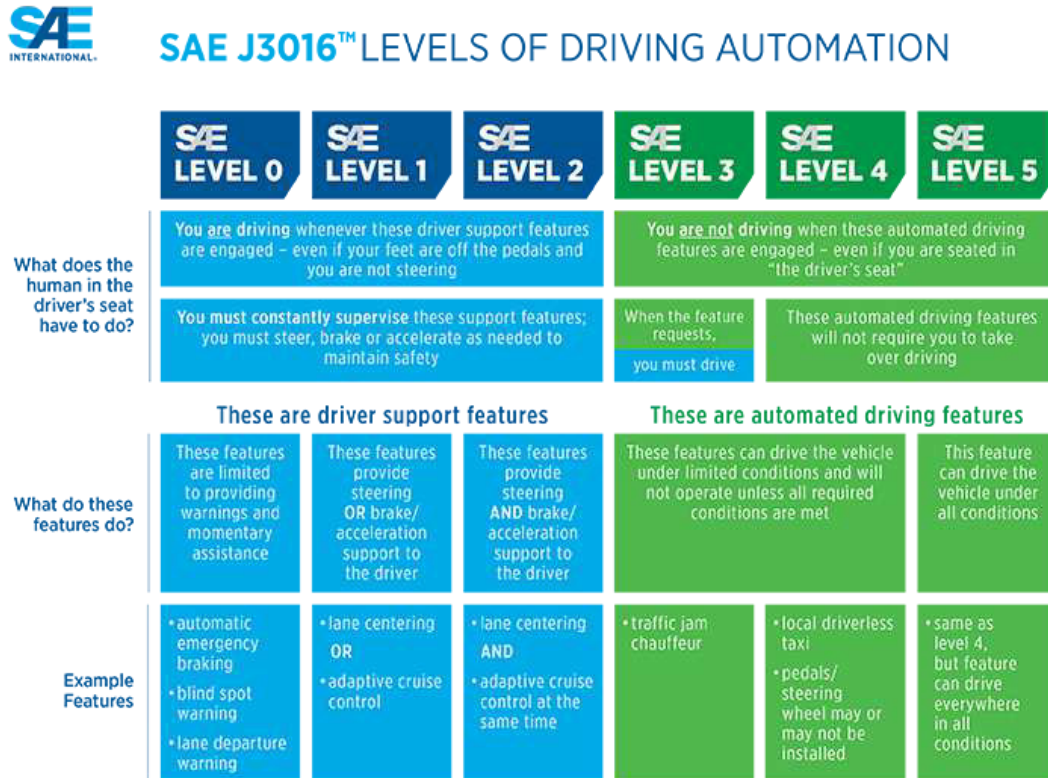 SAE
INTERNATIONAL®
SAE J3016™ LEVELS OF DRIVING AUTOMATION
SAE
LEVEL 0
SAE
LEVEL 1
SAE
LEVEL 2
SAE
LEVEL 3
SAE
LEVEL 4
SAE
LEVEL 5
What does the
human in the
driver's seat
have to do?
You are driving whenever these driver support features
are engaged – even if your feet are off the pedals and
you are not steering
You are not driving when these automated driving
features are engaged – even if you are seated in
“the driver's seat”
You must constantly supervise these support features;
you must steer, brake or accelerate as needed to
maintain safety
When the feature
requests,
you must drive
These automated driving features
will not require you to take
over driving
These are driver support features
These are automated driving features
What do these
features do?
These features
are limited
to providing
warnings and
momentary
assistance
These features
provide
steering
OR brake/
acceleration
support to
the driver
These features
provide
steering
AND brake/
acceleration
support to
the driver
These features can drive the vehicle
under limited conditions and will
not operate unless all required
conditions are met
This feature
can drive the
vehicle under
all conditions
Example
Features
• automatic
emergency
braking
• blind spot
warning
• lane departure
warning
• lane centering
OR
• adaptive cruise
control
• lane centering
AND
• adaptive cruise
control at the
same time
• traffic jam
chauffeur
• local driverless
taxi
• pedals/
steering
wheel may or
may not be
installed
• same as
level 4,
but feature
can drive
everywhere
in all
conditions